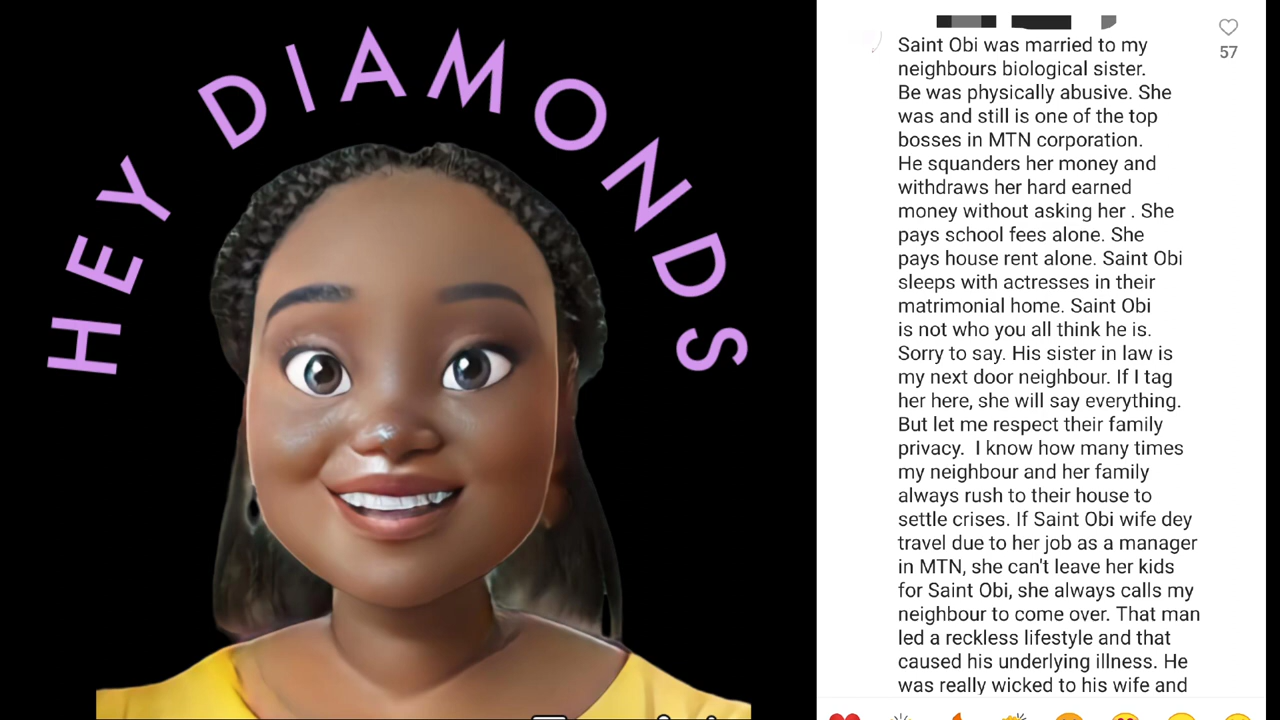 HEY DIAMONDS
57
Saint Obi was married to my
neighbours biological sister.
Be was physically abusive. She
was and still is one of the top
bosses in MTN corporation.
He squanders her money and
withdraws her hard earned
money without asking her . She
pays school fees alone. She
pays house rent alone. Saint Obi
sleeps with actresses in their
matrimonial home. Saint Obi
is not who you all think he is.
Sorry to say. His sister in law is
my next door neighbour. If I tag
her here, she will say everything.
But let me respect their family
privacy.  I know how many times
my neighbour and her family
always rush to their house to
settle crises. If Saint Obi wife dey
travel due to her job as a manager
in MTN, she can't leave her kids
for Saint Obi, she always calls my
neighbour to come over. That man
led a reckless lifestyle and that
caused his underlying illness. He
was really wicked to his wife and